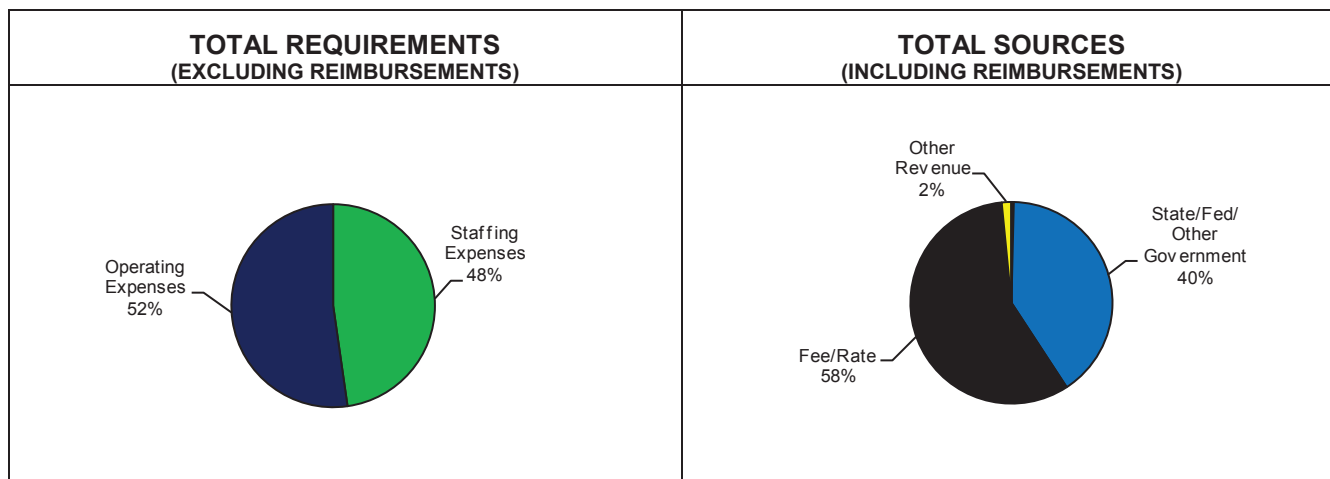 TOTAL REQUIREMENTS
(EXCLUDING REIMBURSEMENTS)
Staffing
Expenses
48%
Operating
Expenses
52%
TOTAL SOURCES
(INCLUDING REIMBURSEMENTS)
Other
Revenue
2%
State/Fed/
Other
Government
40%
Fee/Rate
58%